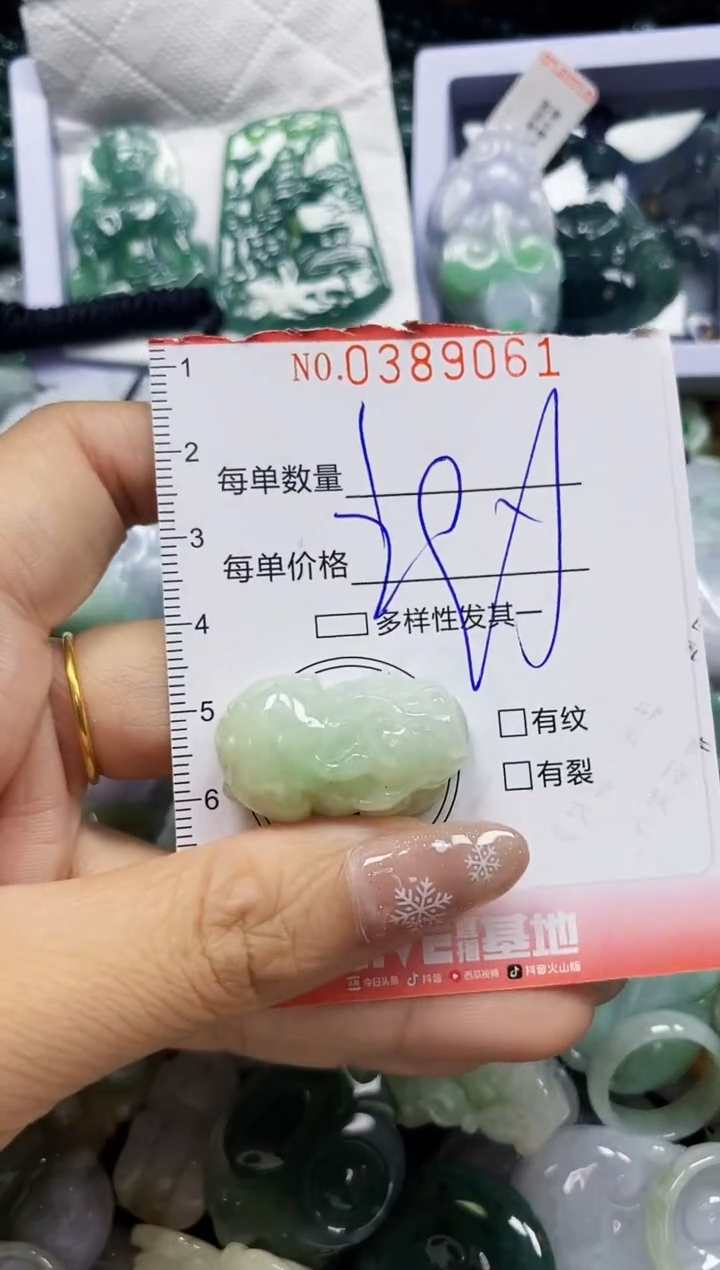 NO.0389061
1
2
每单数量
3
每单价格
4
多样性发其一
5
有纹
6
有裂
基地
今日头条 抖音 西瓜视频 抖音火山版